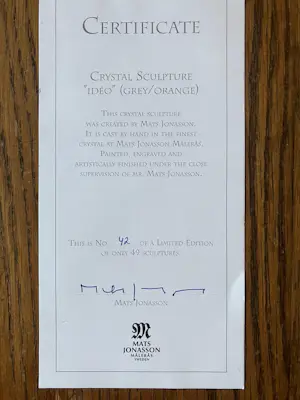 CERTIFICATE
CRYSTAL SCULPTURE
"IDÉO" (GREY/ORANGE)
THIS CRYSTAL SCULPTURE
WAS CREATED BY MATS JONASSON.
IT IS CAST BY HAND IN THE FINEST
CRYSTAL BY MATS JONASSON MÅLERÅS.
PAINTED, ENGRAVED AND
ARTISTICALLY FINISHED UNDER THE CLOSE
SUPERVISION OF MR. MATS JONASSON.
THIS IS NO. 42 OF A LIMITED EDITION
OF ONLY 49 SCULPTURES
MATS JONASSON
M
MATS
JONASSON
MÅLERÅS
SWEDEN